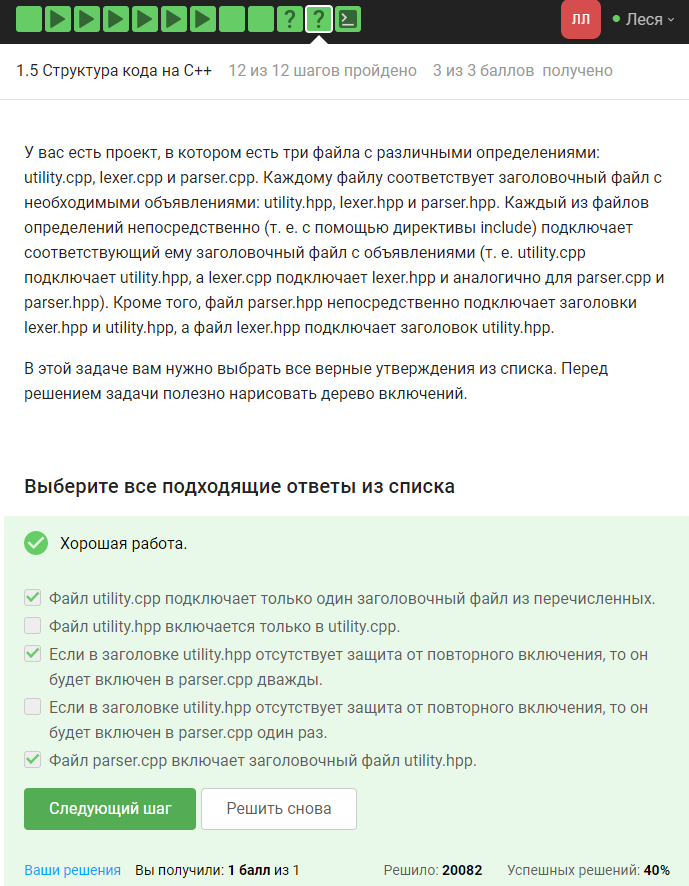 ? ? >_ ЛЛ Леся
1.5 Структура кода на C++ 12 из 12 шагов пройдено 3 из 3 баллов получено
У вас есть проект, в котором есть три файла с различными определениями:
utility.cpp, lexer.cpp и parser.cpp. Каждому файлу соответствует заголовочный файл с
необходимыми объявлениями: utility.hpp, lexer.hpp и parser.hpp. Каждый из файлов
определений непосредственно (т. е. с помощью директивы include) подключает
соответствующий ему заголовочный файл с объявлениями (т. е. utility.cpp
подключает utility.hpp, а lexer.cpp подключает lexer.hpp и аналогично для parser.cpp и
parser.hpp). Кроме того, файл parser.hpp непосредственно подключает заголовки
lexer.hpp и utility.hpp, а файл lexer.hpp подключает заголовок utility.hpp.
В этой задаче вам нужно выбрать все верные утверждения из списка. Перед
решением задачи полезно нарисовать дерево включений.
Выберите все подходящие ответы из списка
Хорошая работа.
Файл utility.cpp подключает только один заголовочный файл из перечисленных.
Файл utility.hpp включается только в utility.cpp.
Если в заголовке utility.hpp отсутствует защита от повторного включения, то он
будет включен в parser.cpp дважды.
Если в заголовке utility.hpp отсутствует защита от повторного включения, то он
будет включен в parser.cpp один раз.
Файл parser.cpp включает заголовочный файл utility.hpp.
Следующий шаг Решить снова
Ваши решения Вы получили: 1 балл из 1 Решило: 20082 Успешных решений: 40%